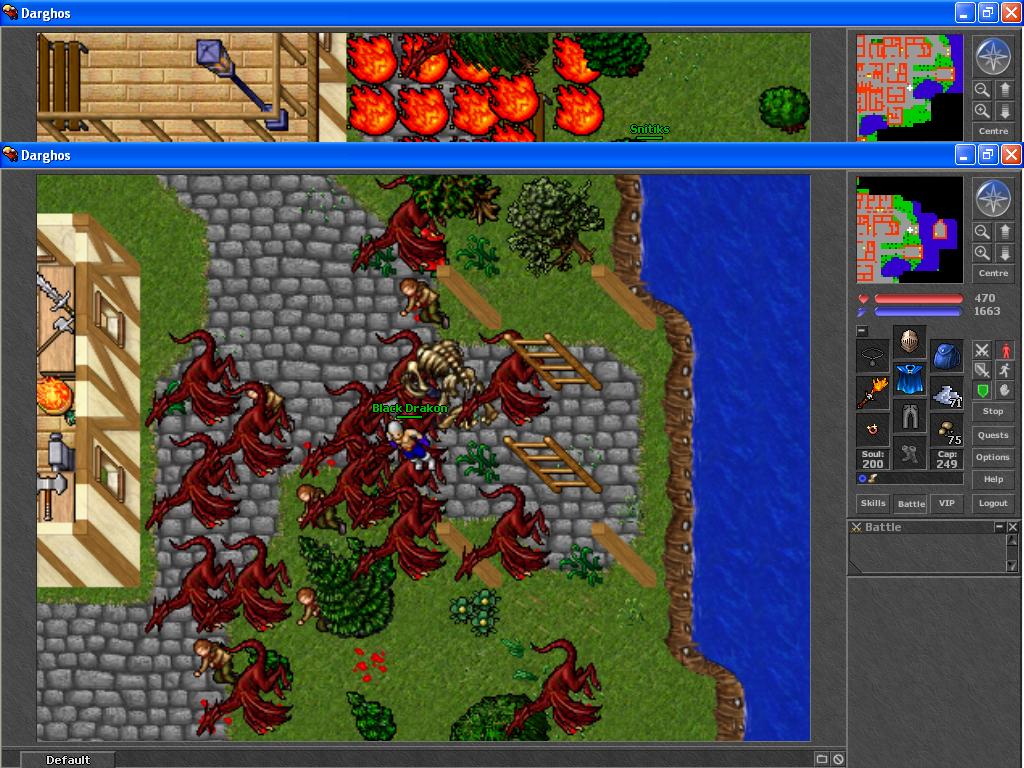 Darghos
Snitiks
Centre
Darghos
Centre
470
1663
Black Drakon
71
75
Soul:
200
Cap:
249
Stop
Quests
Options
Help
Skills
Battle
VIP
Logout
Battle
Default